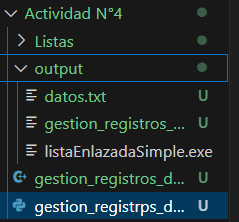 Actividad N°4
Listas
output
datos.txt U
gestion_registros_... U
listaEnlazadaSimple.exe
gestion_registros_d... U
gestion_registrps_d... U